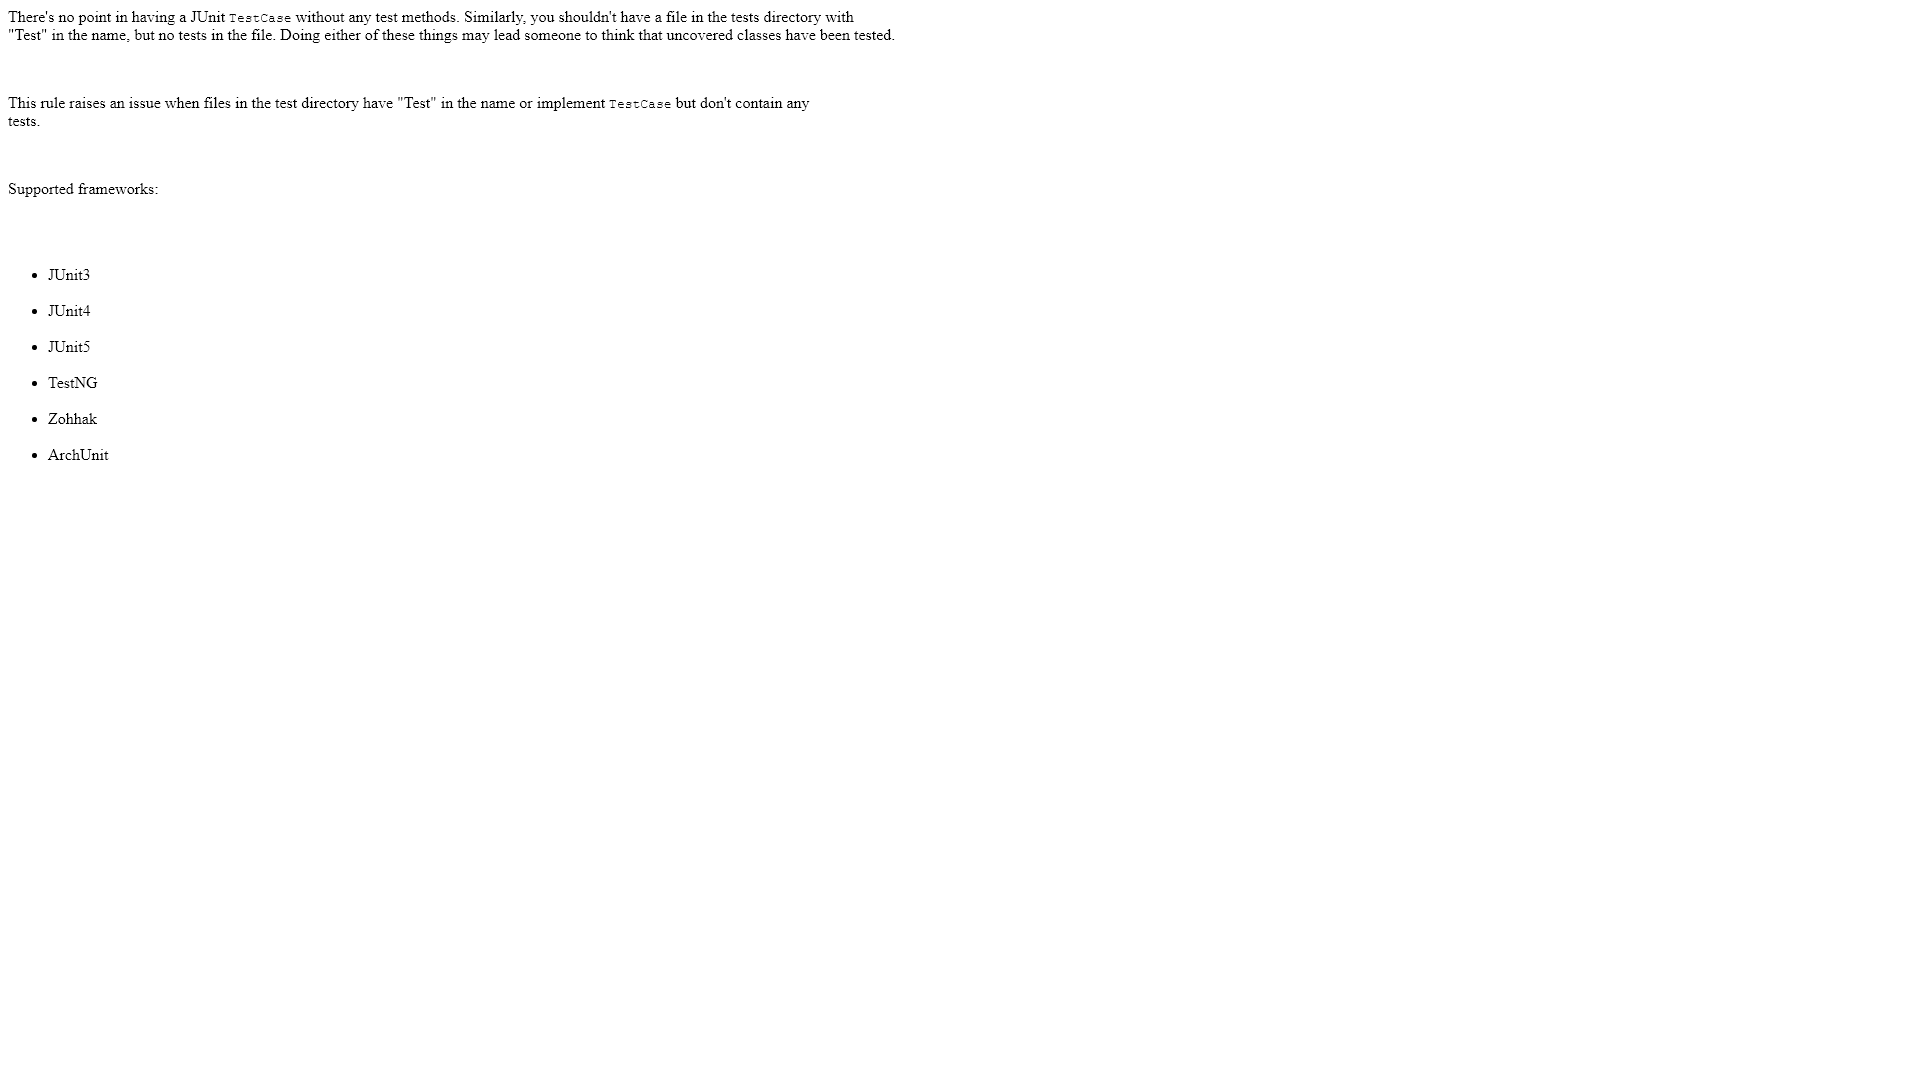 There's no point in having a JUnit TestCase without any test methods. Similarly, you shouldn't have a file in the tests directory with
"Test" in the name, but no tests in the file. Doing either of these things may lead someone to think that uncovered classes have been tested.
This rule raises an issue when files in the test directory have "Test" in the name or implement TestCase but don't contain any
tests.
Supported frameworks:
• JUnit3
• JUnit4
• JUnit5
• TestNG
• Zohhak
• ArchUnit